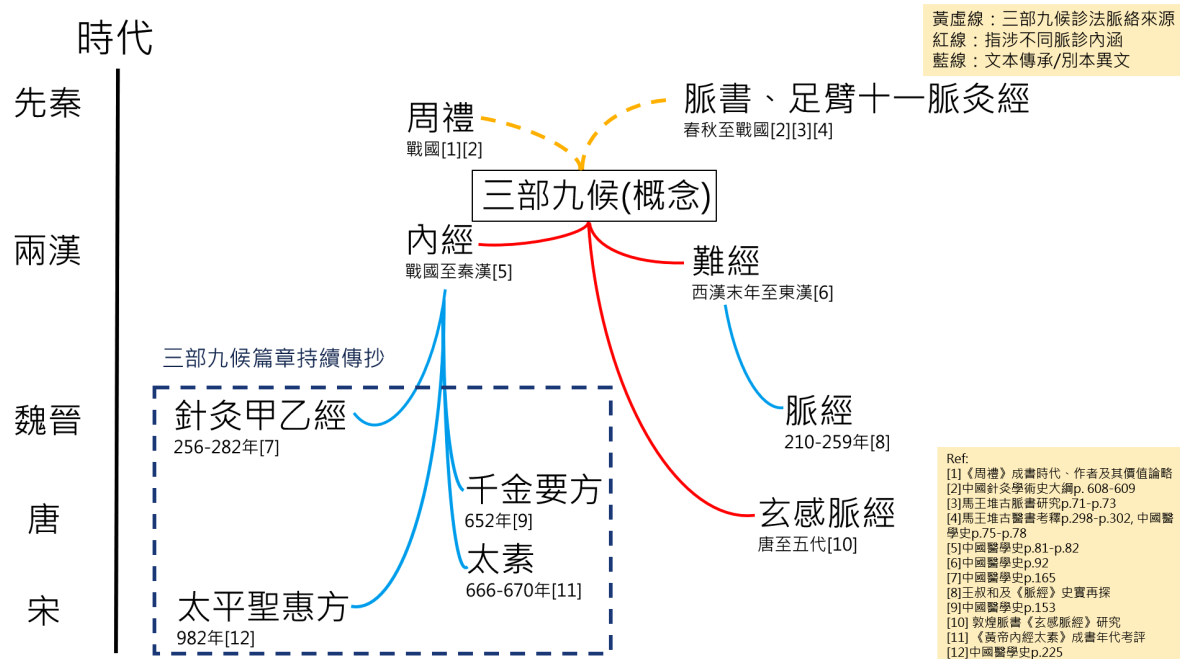 時代
黃虛線：三部九候診法脈絡來源
紅線：指涉不同脈診內涵
藍線：文本傳承/別本異文
先秦
周禮
戰國[1][2]
脈書、足臂十一脈灸經
春秋至戰國[2][3][4]
三部九候(概念)
兩漢
內經
戰國至秦漢[5]
難經
西漢末年至東漢[6]
三部九候篇章持續傳抄
魏晉
針灸甲乙經
256-282年[7]
脈經
210-259年[8]
唐
千金要方
652年[9]
玄感脈經
唐至五代[10]
太素
666-670年[11]
宋
太平聖惠方
982年[12]
Ref:
[1]《周禮》成書時代、作者及其價值論略
[2]中國針灸學術史大綱p. 608-609
[3]馬王堆古脈書研究p.71-p.73
[4]馬王堆古醫書考釋p.298-p.302, 中國醫
學史p.75-p.78
[5]中國醫學史p.81-p.82
[6]中國醫學史p.92
[7]中國醫學史p.165
[8]王叔和及《脈經》史實再探
[9]中國醫學史p.153
[10] 敦煌脈書《玄感脈經》研究
[11] 《黃帝內經太素》成書年代考評
[12]中國醫學史p.225